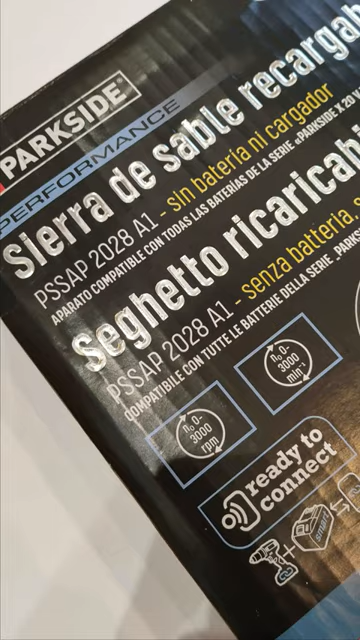 PARKSIDE®
PERFORMANCE
Sierra de sable recargab
PSSAP 2028 A1 - sin batería ni cargador
APARATO COMPATIBLE CON TODAS LAS BATERÍAS DE LA SERIE «PARKSIDE X 20 V
Seghetto ricaricab
PSSAP 2028 A1 - senza batteria
COMPATIBILE CON TUTTE LE BATTERIE DELLA SERIE „PARKS
n₀ 0-
3000
min⁻¹
n₀ 0-
3000
rpm
ready to
connect
smart